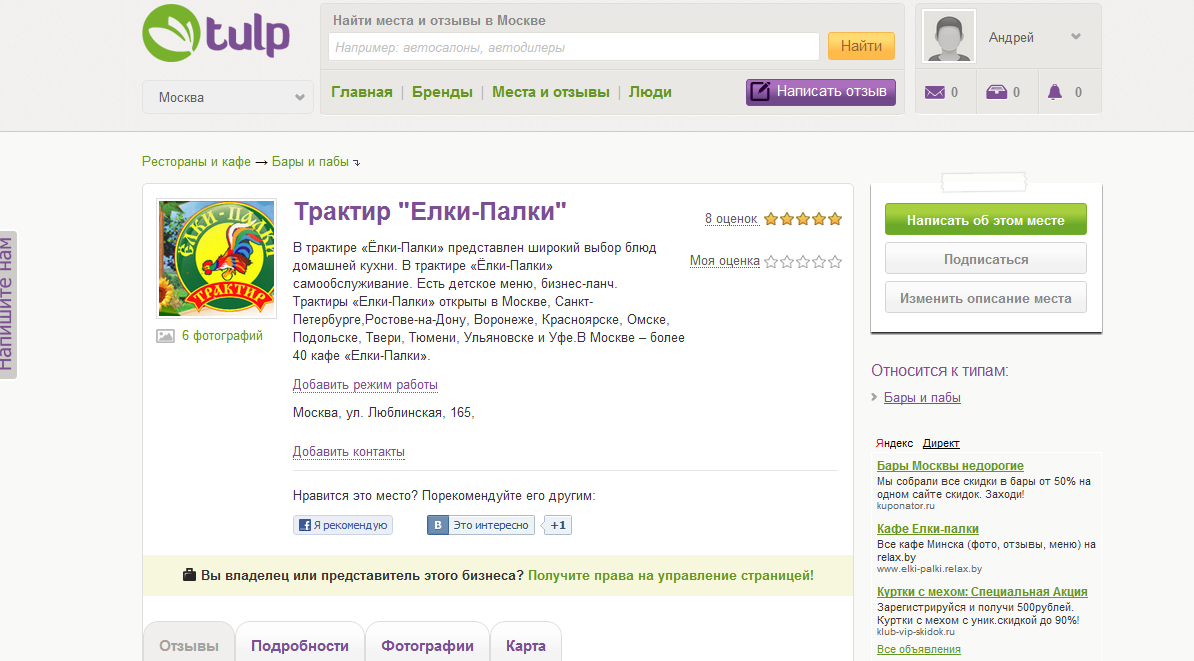 tulp
Найти места и отзывы в Москве
Например: автосалоны, автодилеры
Найти
Андрей
Москва
Главная | Бренды | Места и отзывы | Люди
Написать отзыв
0 0 0
Рестораны и кафе → Бары и пабы
Напишите нам
ЁЛКИ-ПАЛКИ
ТРАКТИР
6 фотографий
Трактир "Елки-Палки"
8 оценок
Моя оценка
В трактире «Ёлки-Палки» представлен широкий выбор блюд
домашней кухни. В трактире «Ёлки-Палки»
самообслуживание. Есть детское меню, бизнес-ланч.
Трактиры «Елки-Палки» открыты в Москве, Санкт-
Петербурге,Ростове-на-Дону, Воронеже, Красноярске, Омске,
Подольске, Твери, Тюмени, Ульяновске и Уфе.В Москве – более
40 кафе «Елки-Палки».
Добавить режим работы
Москва, ул. Люблинская, 165,
Добавить контакты
Нравится это место? Порекомендуйте его другим:
f Я рекомендую
В Это интересно +1
Вы владелец или представитель этого бизнеса? Получите права на управление страницей!
Отзывы
Подробности
Фотографии
Карта
Написать об этом месте
Подписаться
Изменить описание места
Относится к типам:
Бары и пабы
Яндекс Директ
Бары Москвы недорогие
Мы собрали все скидки в бары от 50% на
одном сайте скидок. Заходи!
kuponator.ru
Кафе Елки-палки
Все кафе Минска (фото, отзывы, меню) на
relax.by
www.elki-palki.relax.by
Куртки с мехом: Специальная Акция
Зарегистрируйся и получи 500рублей.
Куртки с мехом с уник.скидкой до 90%!
klub-vip-skidok.ru
Все объявления